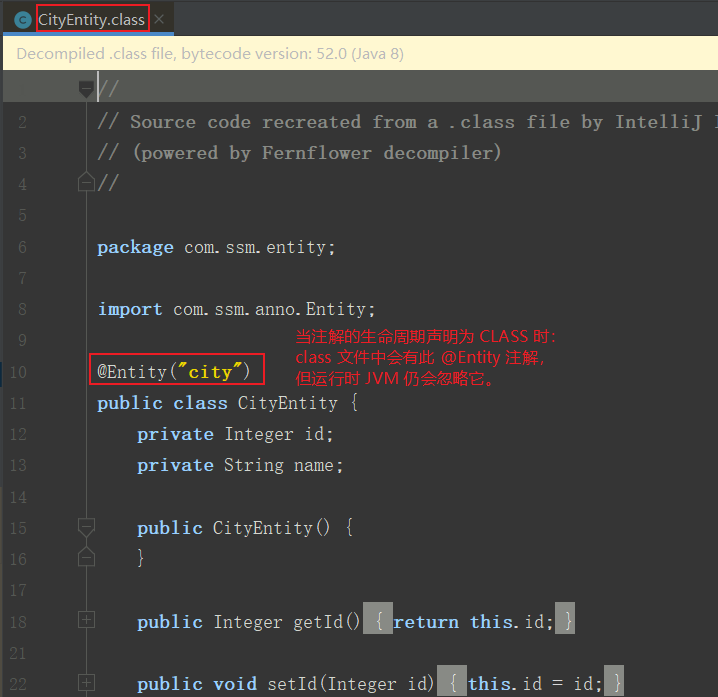 CityEntity.class
Decompiled .class file, bytecode version: 52.0 (Java 8)
//
2 // Source code recreated from a .class file by IntelliJ
3 // (powered by Fernflower decompiler)
4 //
5
6 package com.ssm.entity;
7
8 import com.ssm.anno.Entity;
9
当注解的生命周期声明为 CLASS 时:
class 文件中会有此 @Entity 注解,
但运行时 JVM 仍会忽略它。
10 @Entity("city")
11 public class CityEntity {
12 private Integer id;
13 private String name;
14
15 public CityEntity() {
16 }
17
18 public Integer getId() { return this.id; }
21
22 public void setId(Integer id) { this.id = id; }